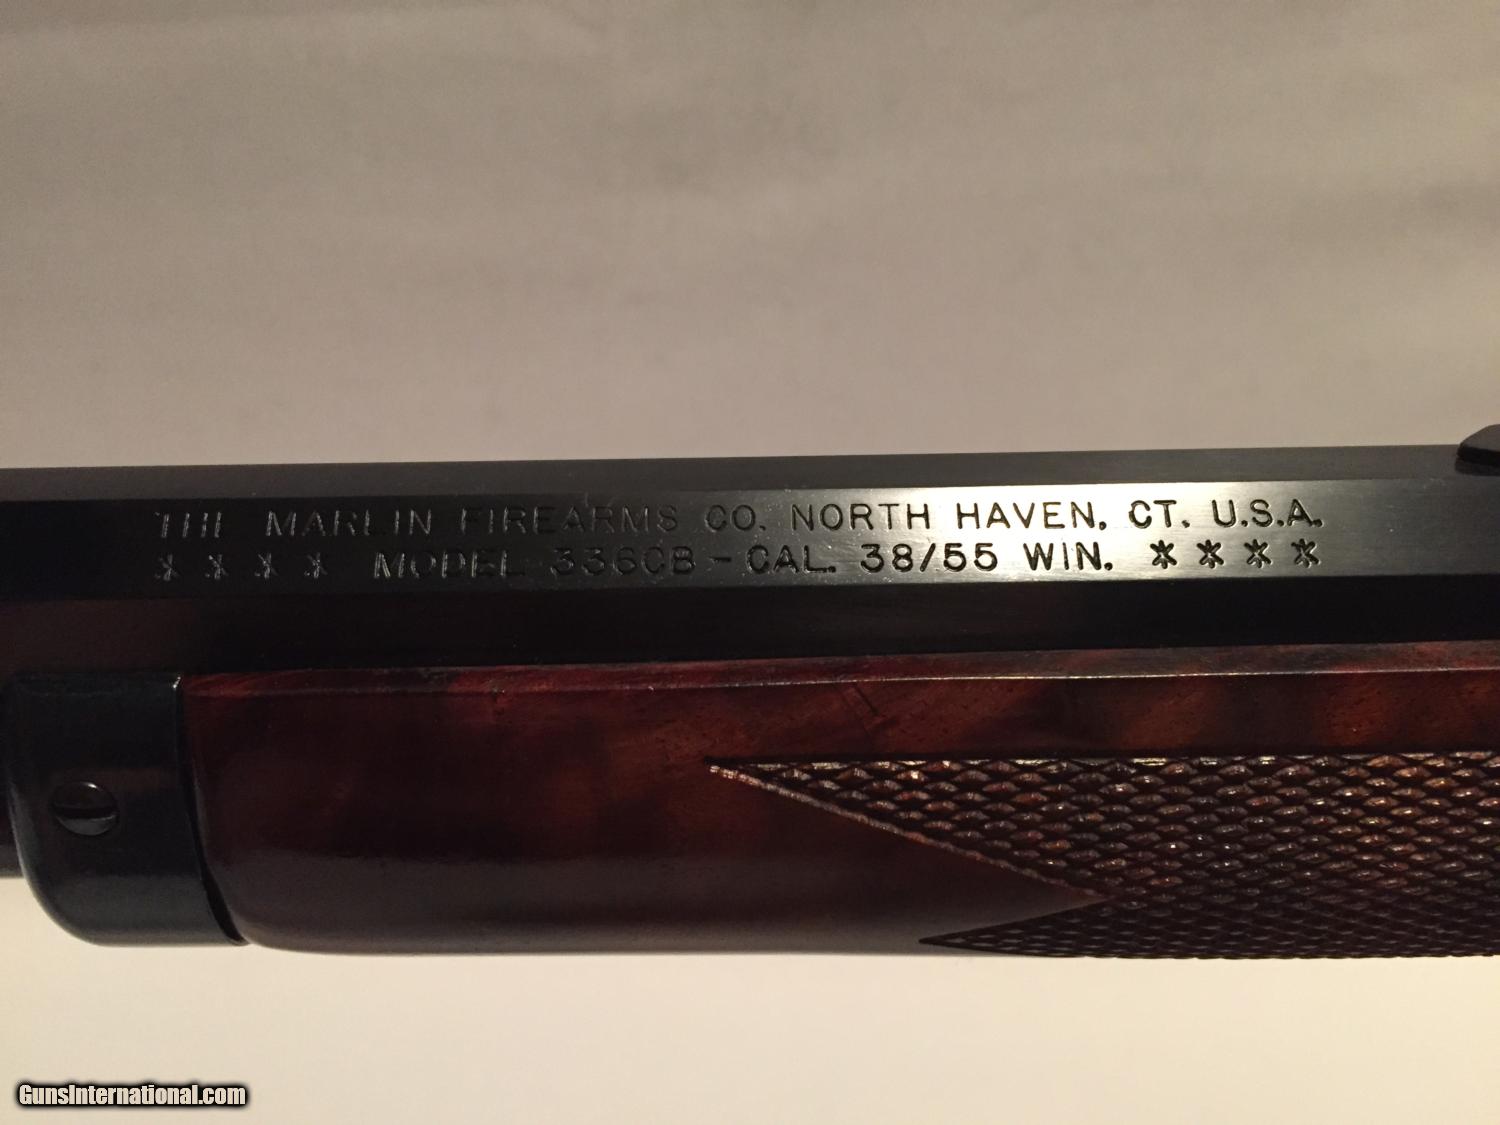 THE MARLIN FIREARMS CO. NORTH HAVEN, CT. U.S.A.
**** MODEL 336CB - CAL. 38/55 WIN. ****
GunsInternational.com